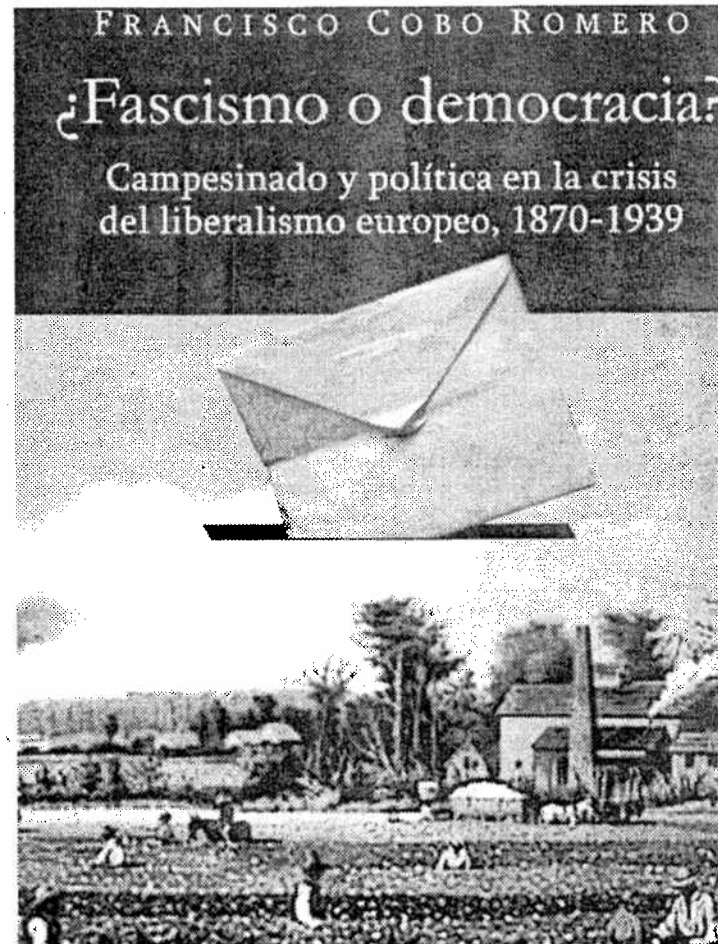 FRANCISCO COBO ROMERO
¿Fascismo o democracia?
Campesinado y política en la crisis
del liberalismo europeo, 1870-1939